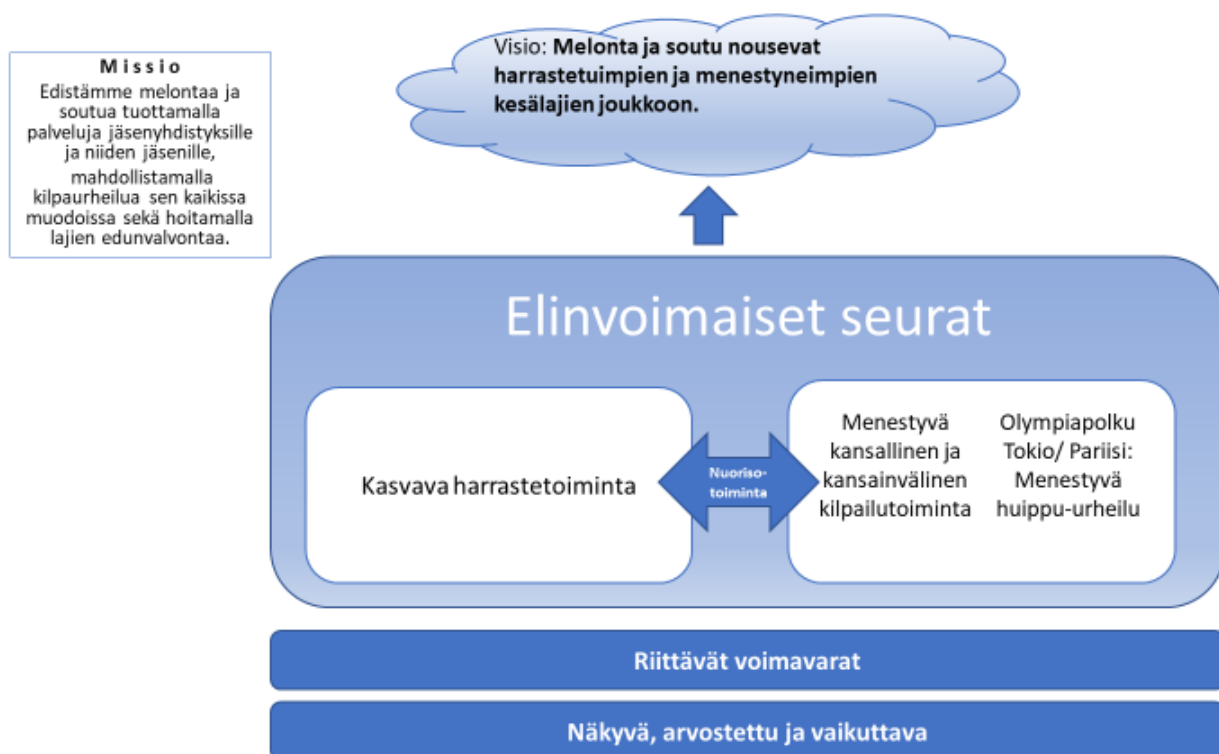 Missio
Edistämme melontaa ja
soutua tuottamalla
palveluja jäsenyhdistyksille
ja niiden jäsenille,
mahdollistamalla
kilpaurheilua sen kaikissa
muodoissa sekä hoitamalla
lajien edunvalvontaa.
Visio: Melonta ja soutu nousevat
harrastetuimpien ja menestyneimpien
kesälajien joukkoon.
Elinvoimaiset seurat
Kasvava harrastetoiminta
Nuoriso-
toiminta
Menestyvä
kansallinen ja
kansainvälinen
kilpailutoiminta
Olympiapolku
Tokio/ Pariisi:
Menestyvä
huippu-urheilu
Riittävät voimavarat
Näkyvä, arvostettu ja vaikuttava